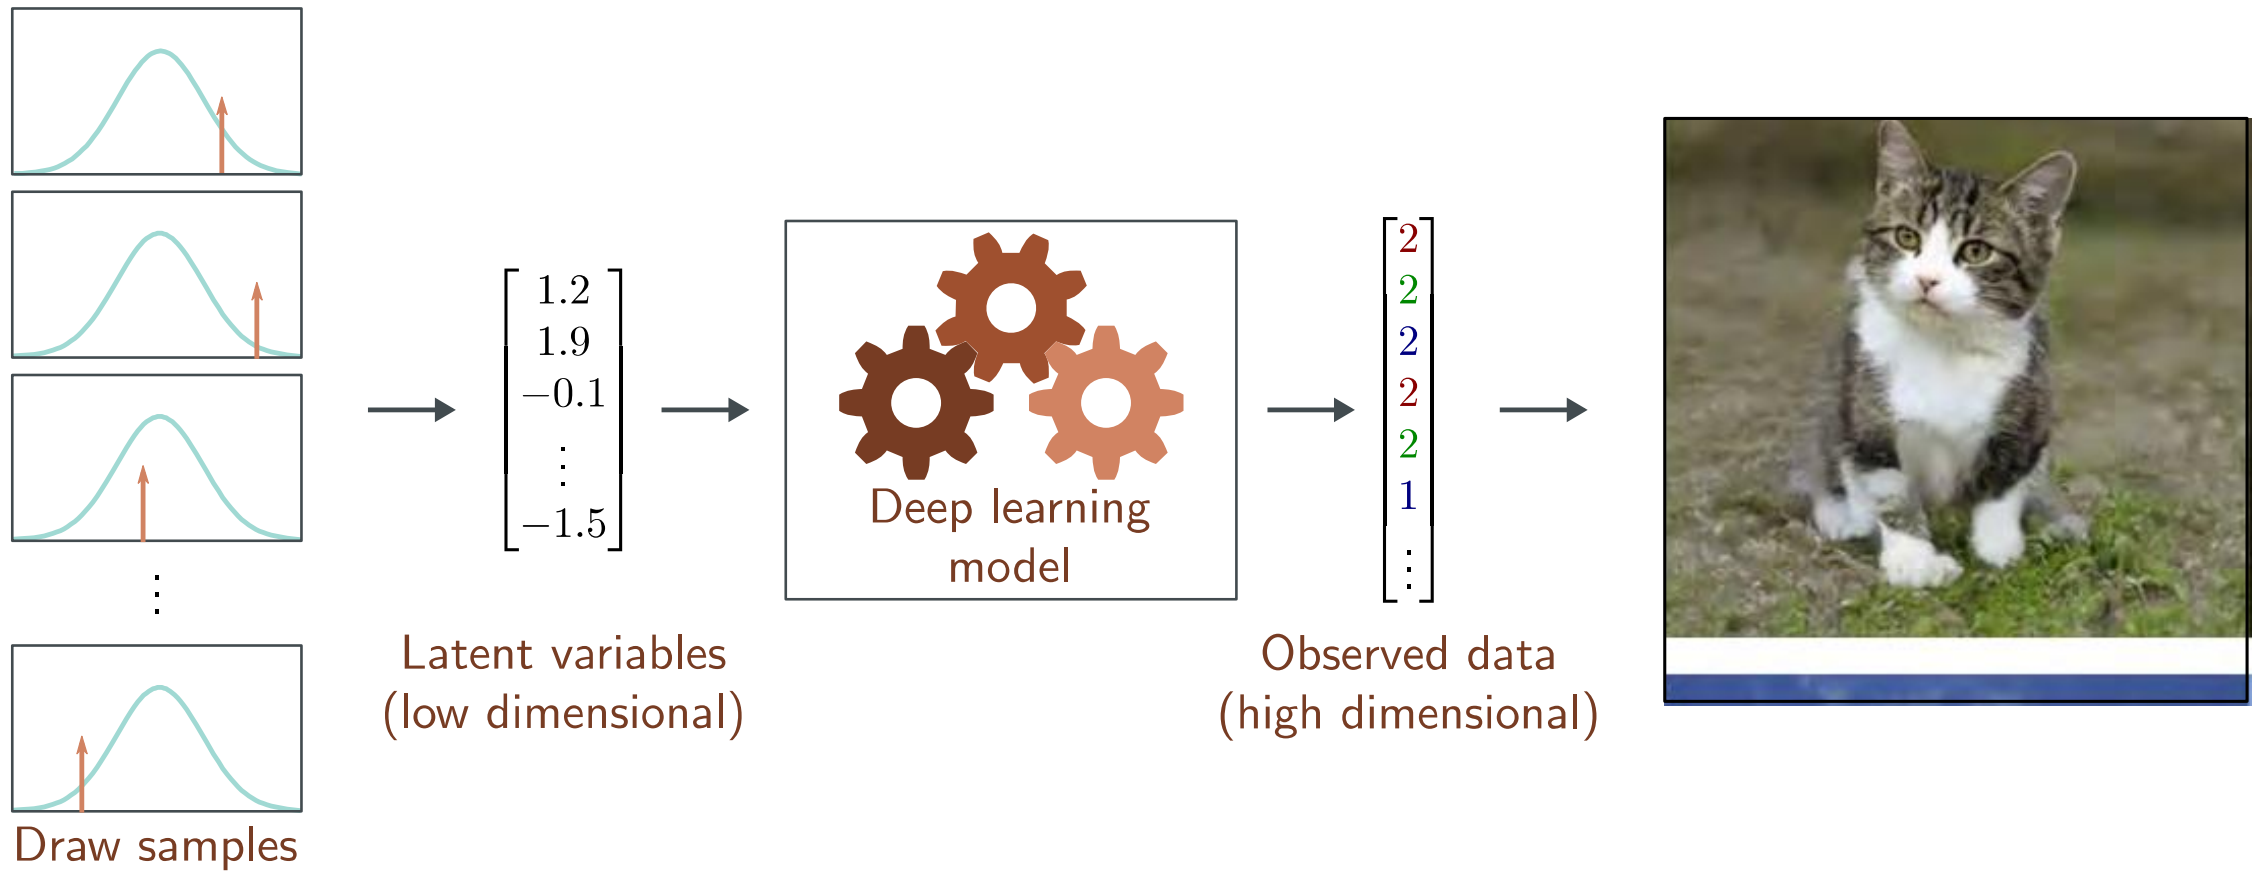 1.2
1.9
−0.1
⋮
−1.5
Deep learning
model
2
2
2
2
2
1
⋮
⋮
Latent variables
(low dimensional)
Observed data
(high dimensional)
Draw samples